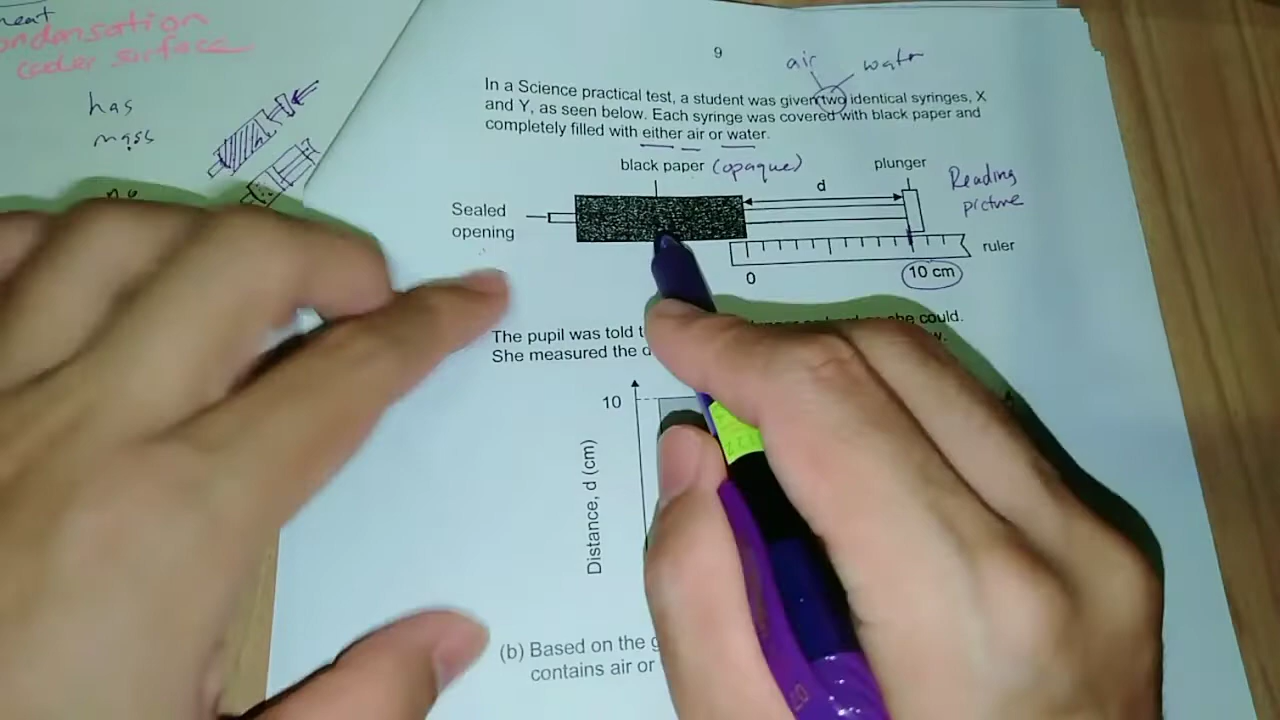 heat
condensation
cooler surface
has
mass
no
9
air water
In a Science practical test, a student was given two identical syringes, X
and Y, as seen below. Each syringe was covered with black paper and
completely filled with either air or water.
black paper (opaque) plunger
Reading
picture
d
Sealed
opening
ruler
0 10 cm
The pupil was told t she could.
She measured the d w.
10
Distance, d (cm)
(b) Based on the g
contains air or